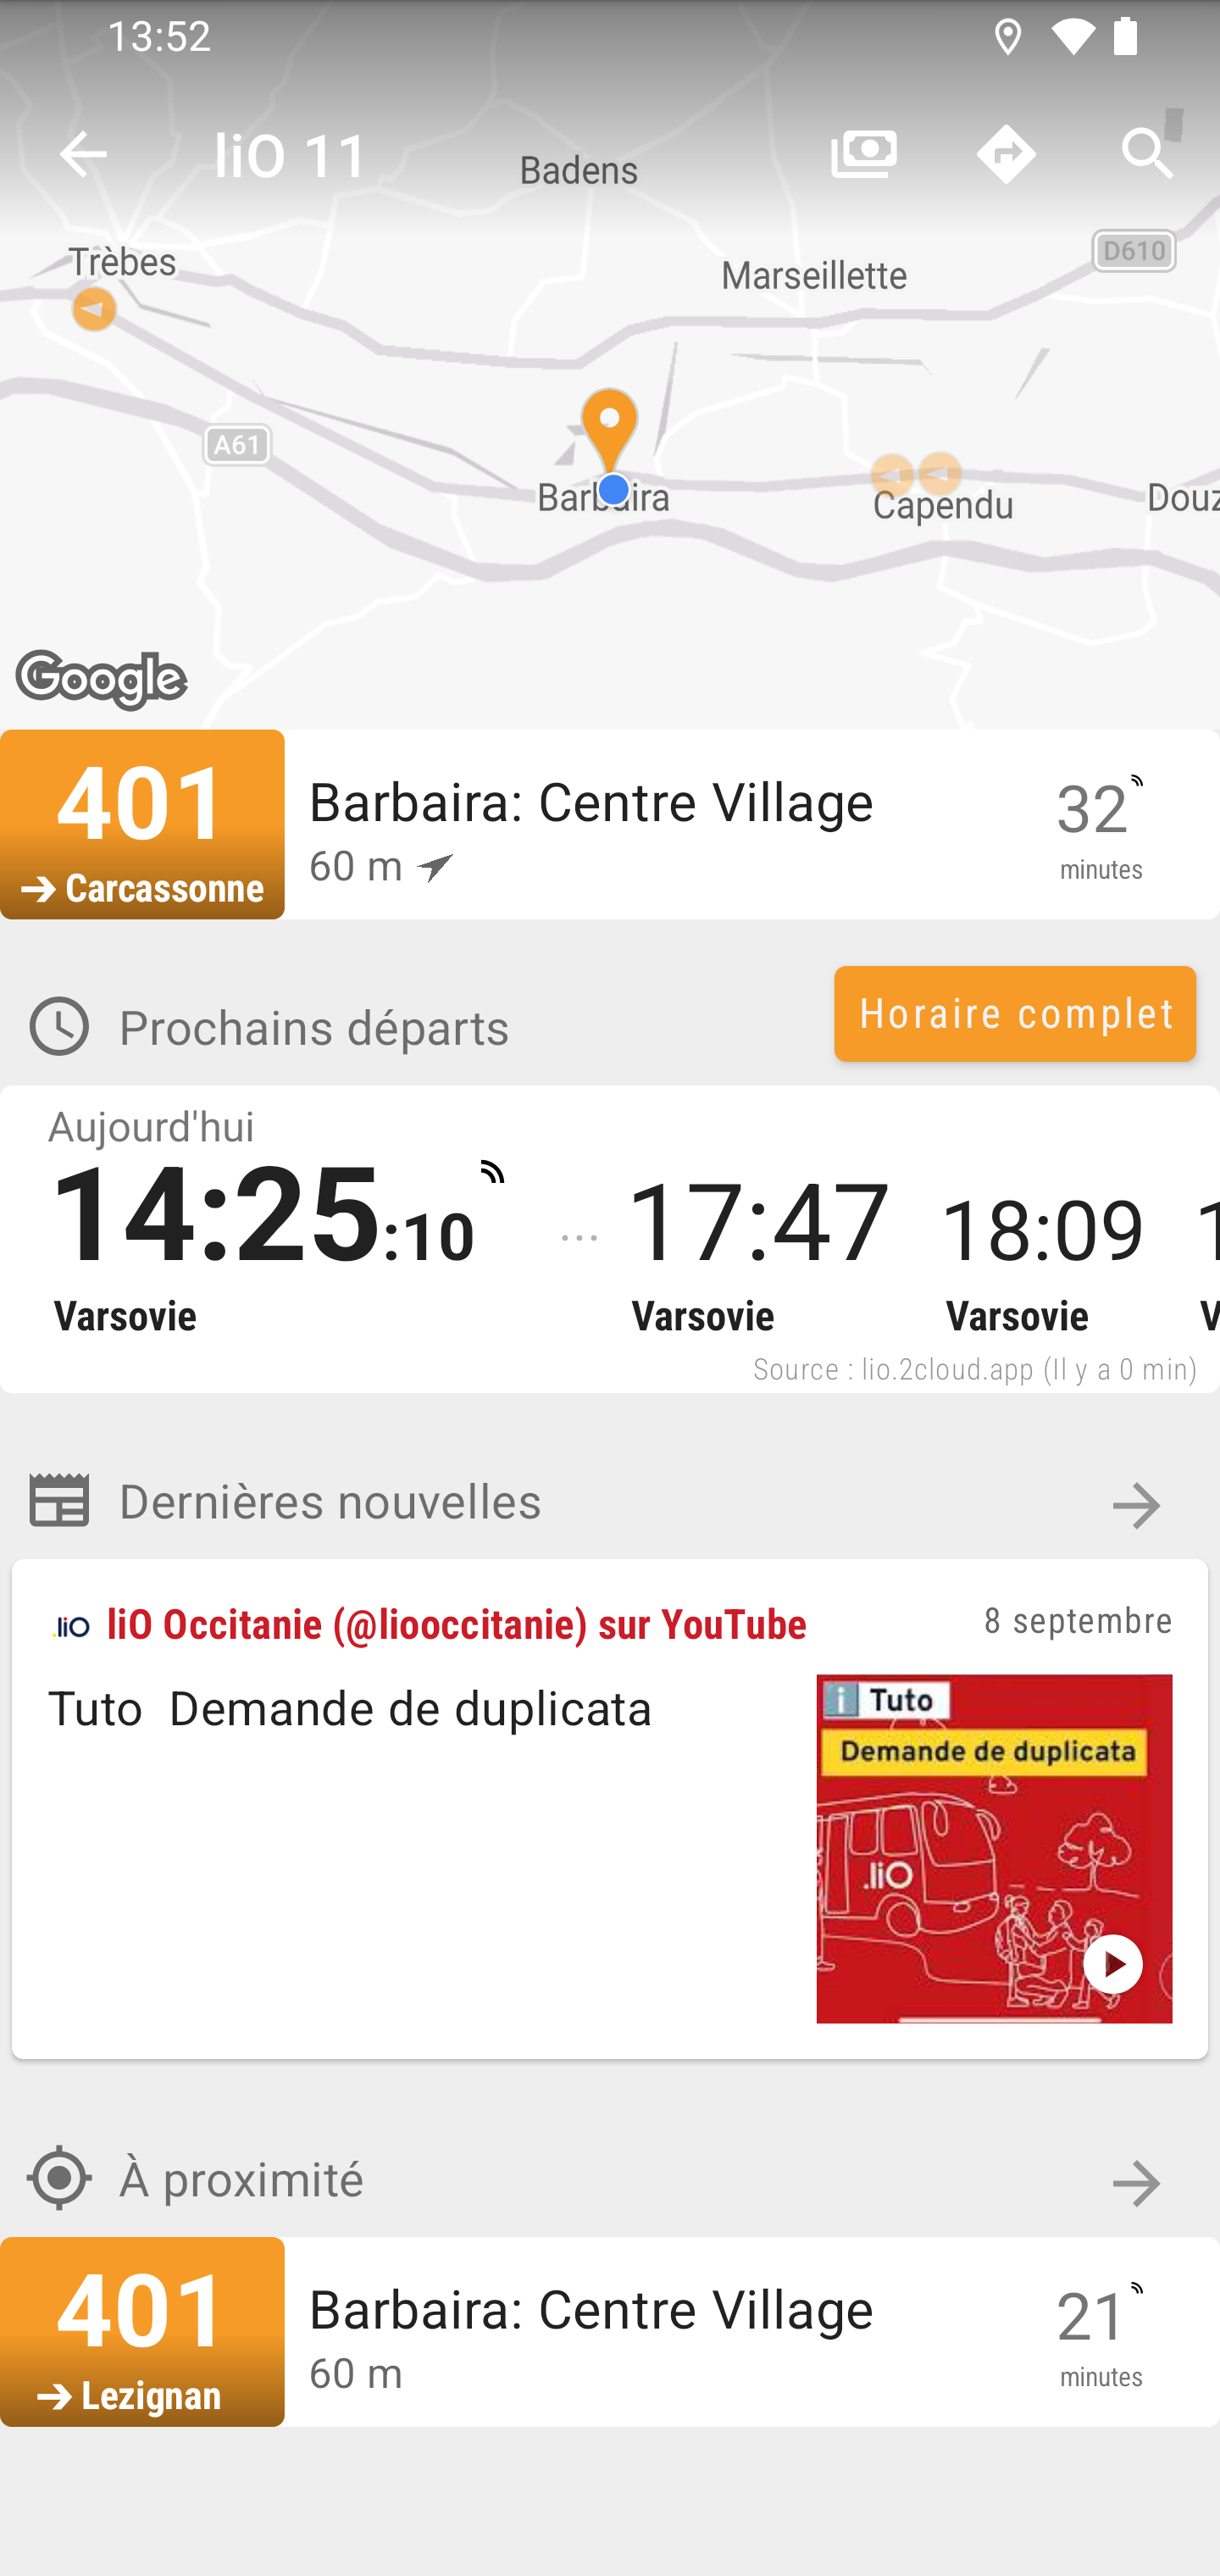 13:52
liO 11
Badens
Trèbes
D610
Marseillette
A61
Barbaira
Capendu
Douz
Google
401
Barbaira: Centre Village
32
60 m
minutes
→ Carcassonne
Prochains départs
Horaire complet
Aujourd'hui
14:25:10 ... 17:47 18:09 1
Varsovie Varsovie Varsovie V
Source : lio.2cloud.app (Il y a 0 min)
Dernières nouvelles
.liO liO Occitanie (@liooccitanie) sur YouTube
8 septembre
Tuto  Demande de duplicata
i Tuto
Demande de duplicata
.liO
À proximité
401
Barbaira: Centre Village
21
60 m
minutes
→ Lezignan